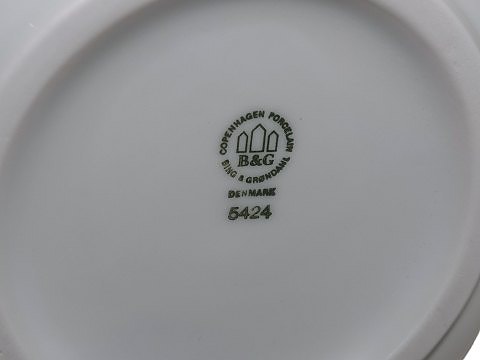 COPENHAGEN PORCELAIN
B&G
BING & GRØNDAHL
DENMARK
5424